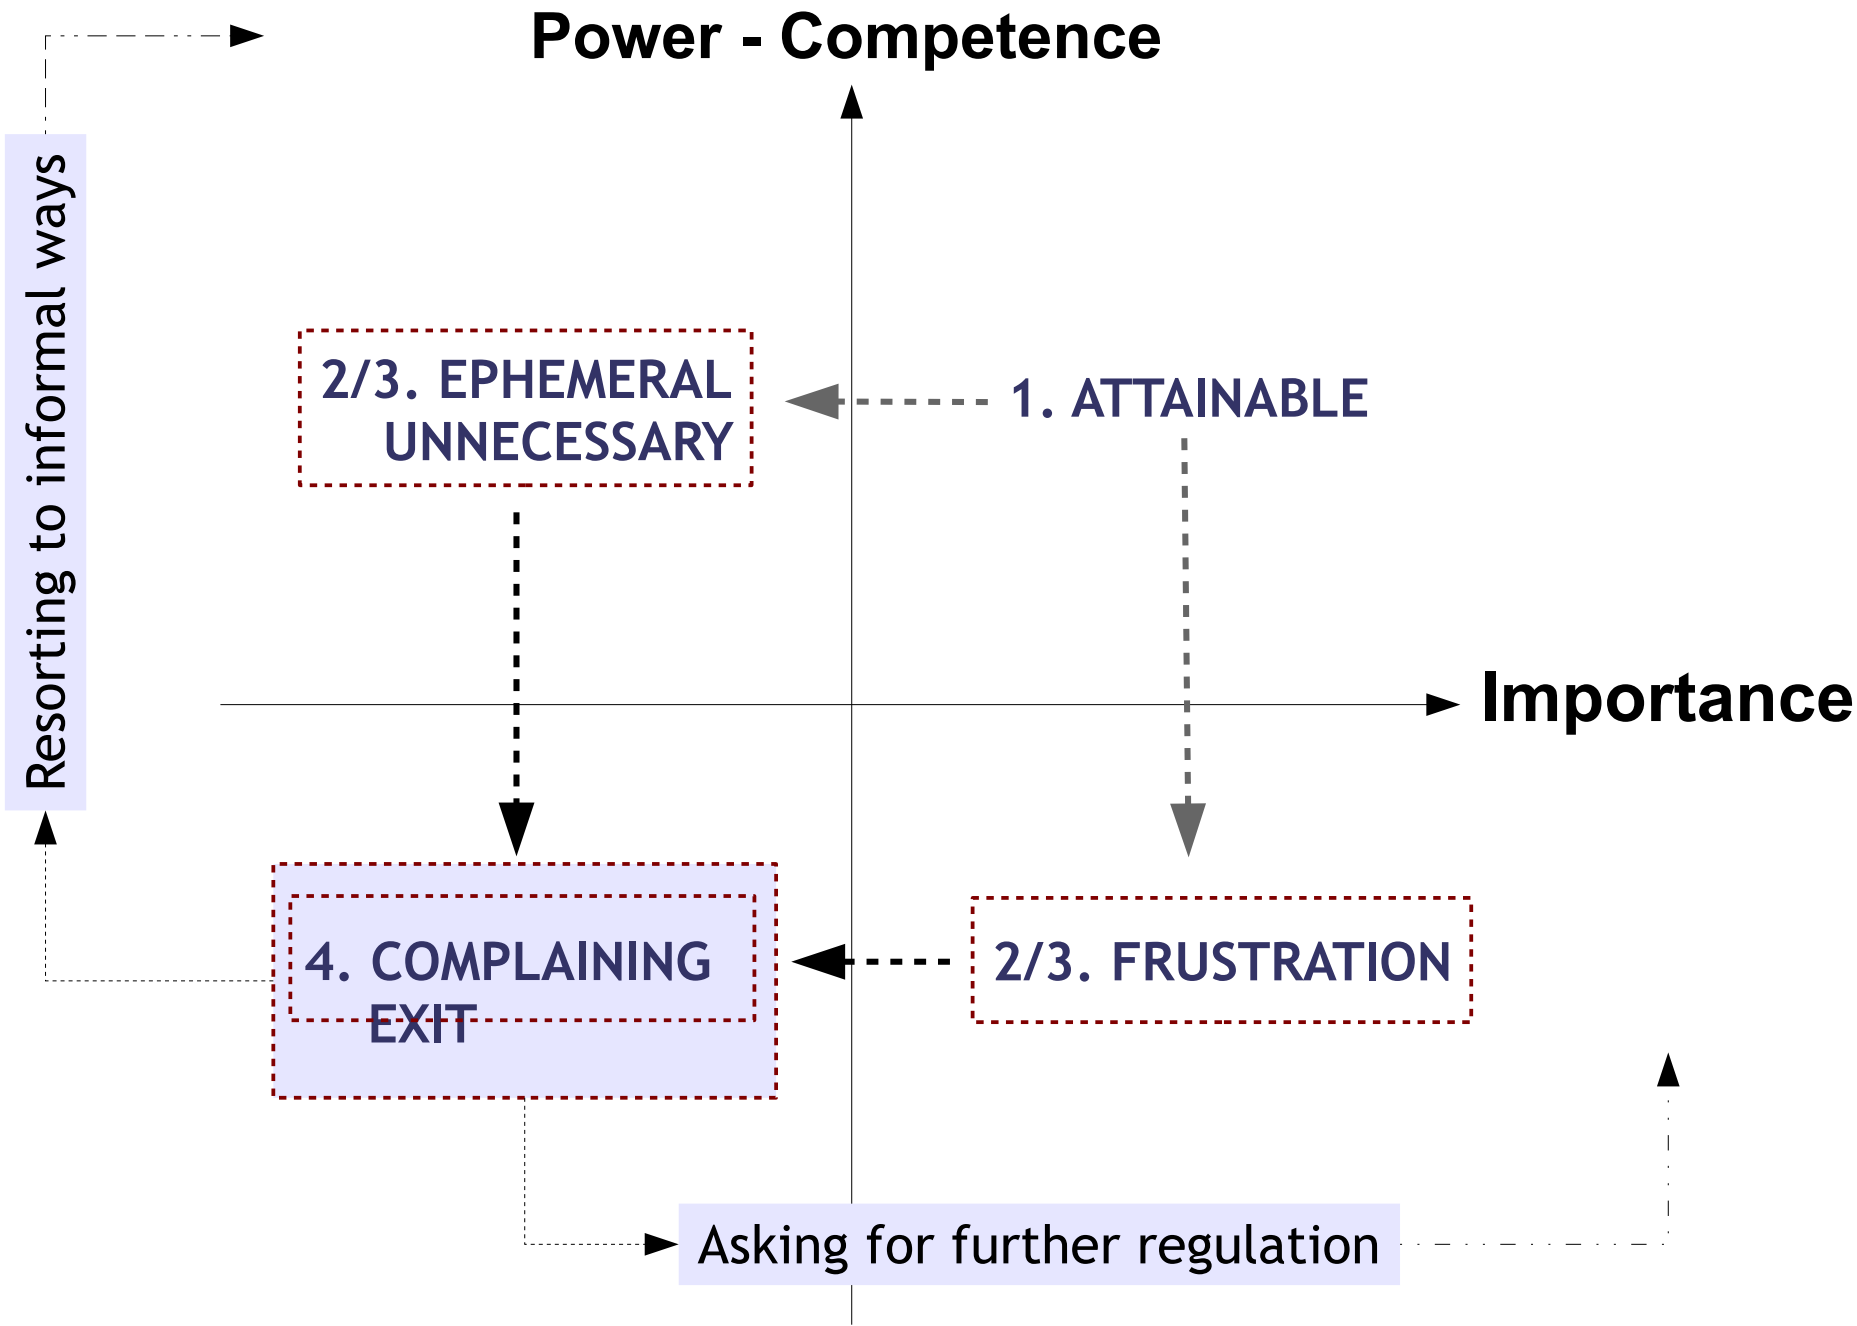 Power - Competence
Resorting to informal ways
2/3. EPHEMERAL
UNNECESSARY
1. ATTAINABLE
Importance
4. COMPLAINING
EXIT
2/3. FRUSTRATION
Asking for further regulation